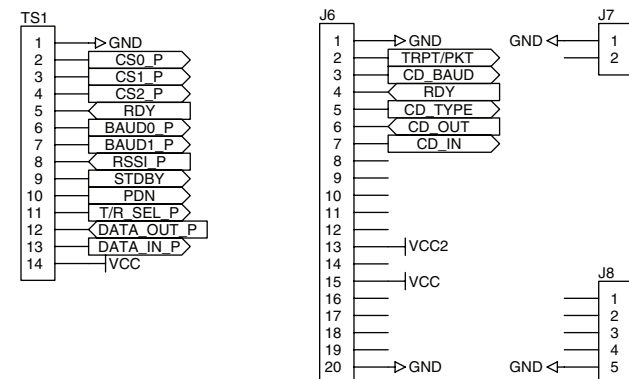 TS1
1 GND
2 CS0_P
3 CS1_P
4 CS2_P
5 RDY
6 BAUD0_P
7 BAUD1_P
8 RSSI_P
9 STDBY
10 PDN
11 T/R_SEL_P
12 DATA_OUT_P
13 DATA_IN_P
14 VCC
J6
1 GND
2 TRPT/PKT
3 CD_BAUD
4 RDY
5 CD_TYPE
6 CD_OUT
7 CD_IN
8
9
10
11
12
13 VCC2
14
15 VCC
16
17
18
19
20 GND
J7
GND 1
2
J8
1
2
3
4
GND 5